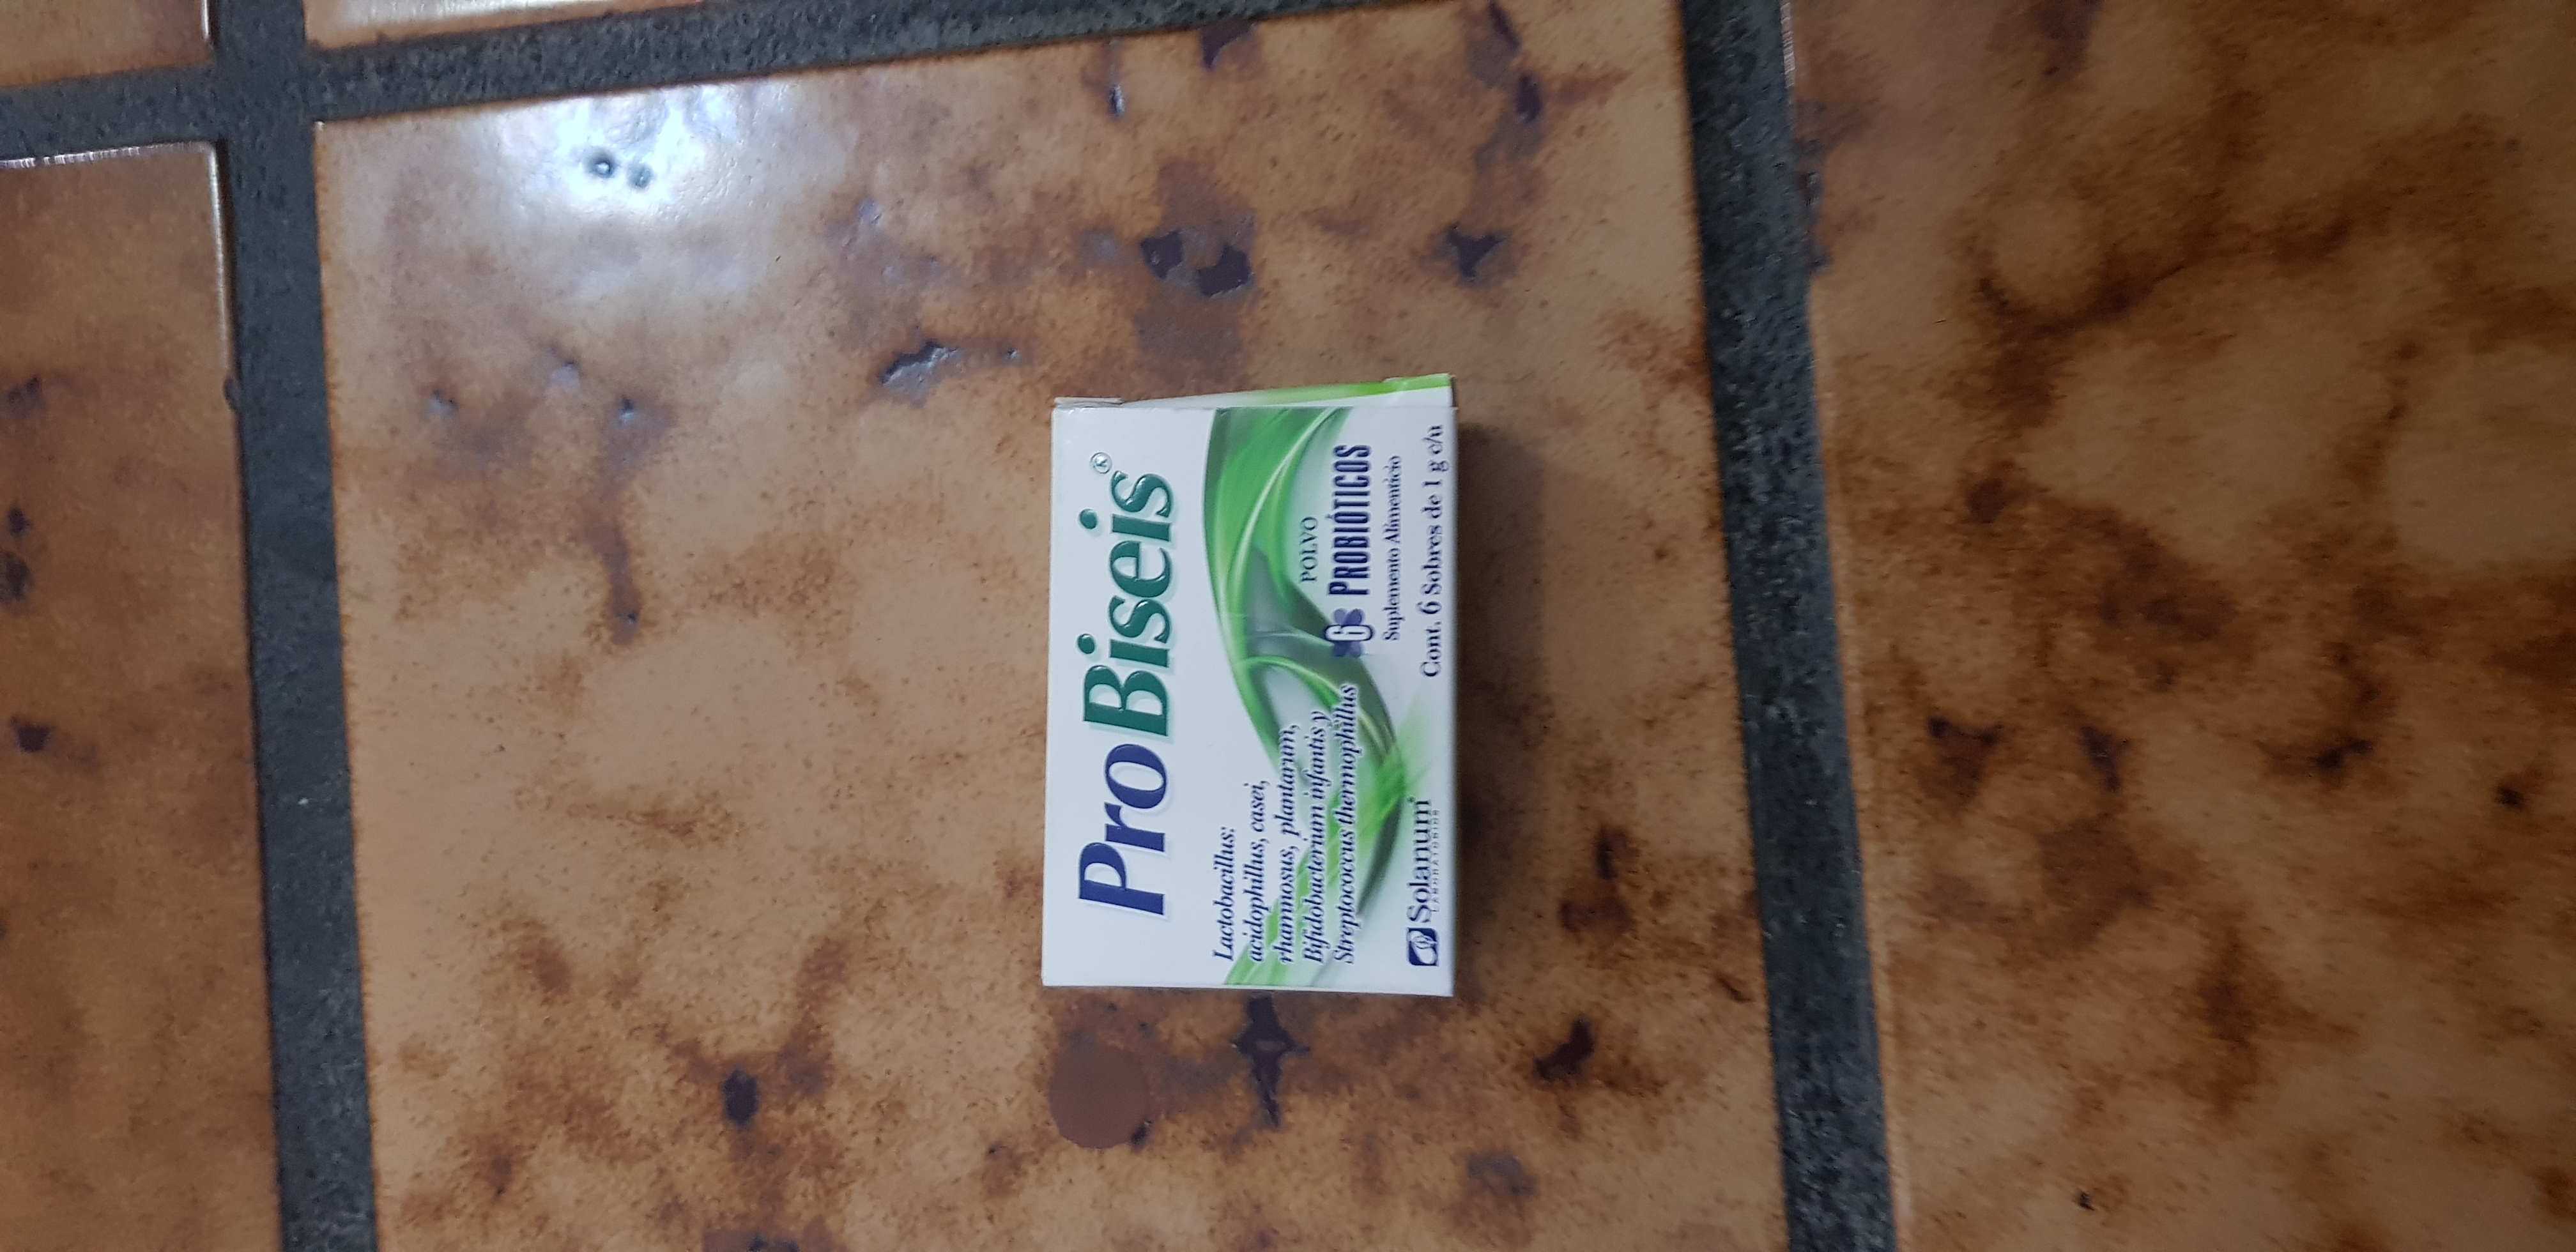 ProBiseis®
Lactobacillus:
acidophillus, casei,
rhamnosus, plantarum,
Bifidobacterium infantis y
Streptococcus thermophillus
POLVO
6 PROBIÓTICOS
Suplemento Alimenticio
Solanum
LABORATORIOS
Cont. 6 Sobres de 1 g c/u